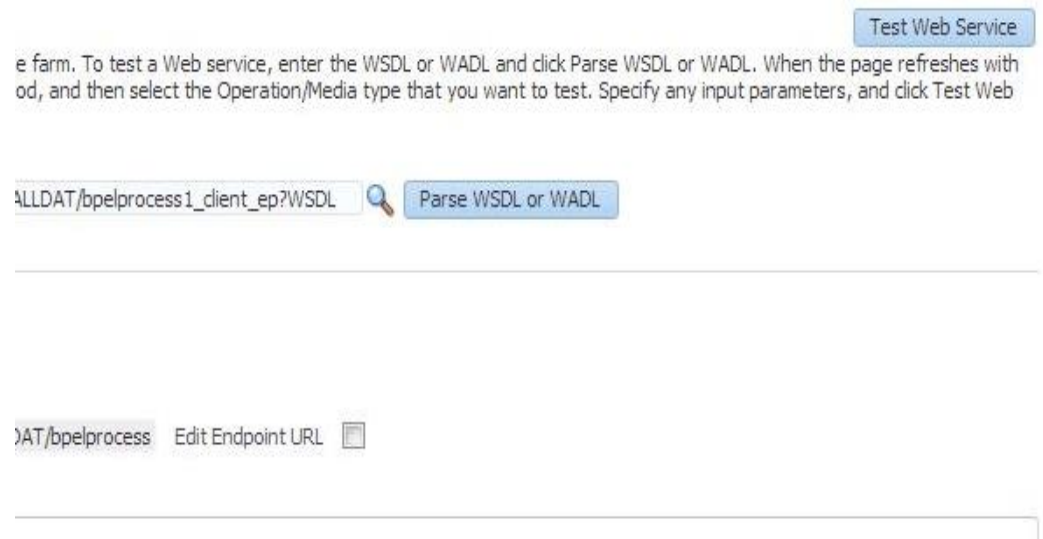 Test Web Service
e farm. To test a Web service, enter the WSDL or WADL and click Parse WSDL or WADL. When the page refreshes with
od, and then select the Operation/Media type that you want to test. Specify any input parameters, and click Test Web
ALLDAT/bpelprocess1_client_ep?WSDL Parse WSDL or WADL
DAT/bpelprocess Edit Endpoint URL